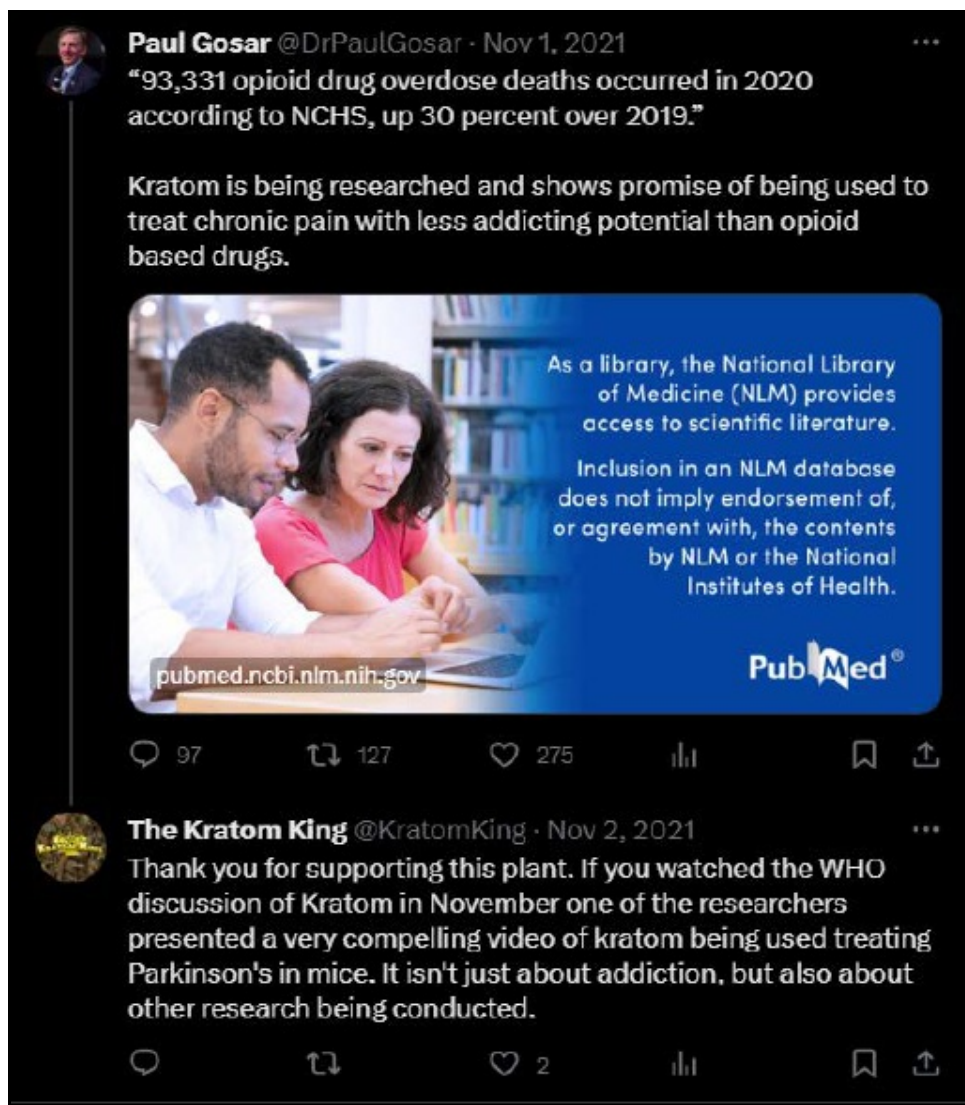 Paul Gosar @DrPaulGosar · Nov 1, 2021
“93,331 opioid drug overdose deaths occurred in 2020
according to NCHS, up 30 percent over 2019.”
Kratom is being researched and shows promise of being used to
treat chronic pain with less addicting potential than opioid
based drugs.
As a library, the National Library
of Medicine (NLM) provides
access to scientific literature.
Inclusion in an NLM database
does not imply endorsement of,
or agreement with, the contents
by NLM or the National
Institutes of Health.
PubMed®
pubmed.ncbi.nlm.nih.gov
97 127 275
The Kratom King @KratomKing · Nov 2, 2021
Thank you for supporting this plant. If you watched the WHO
discussion of Kratom in November one of the researchers
presented a very compelling video of kratom being used treating
Parkinson's in mice. It isn't just about addiction, but also about
other research being conducted.
2